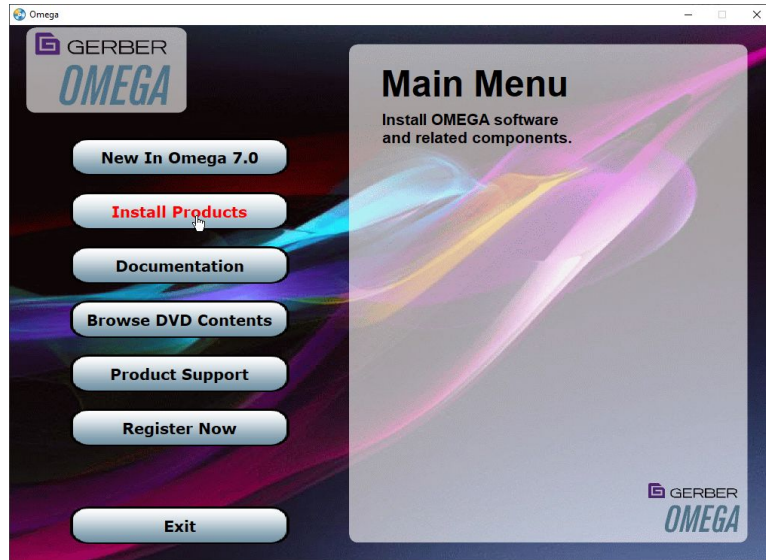 Omega
GERBER
OMEGA
New In Omega 7.0
Install Products
Documentation
Browse DVD Contents
Product Support
Register Now
Exit
Main Menu
Install OMEGA software
and related components.
GERBER
OMEGA